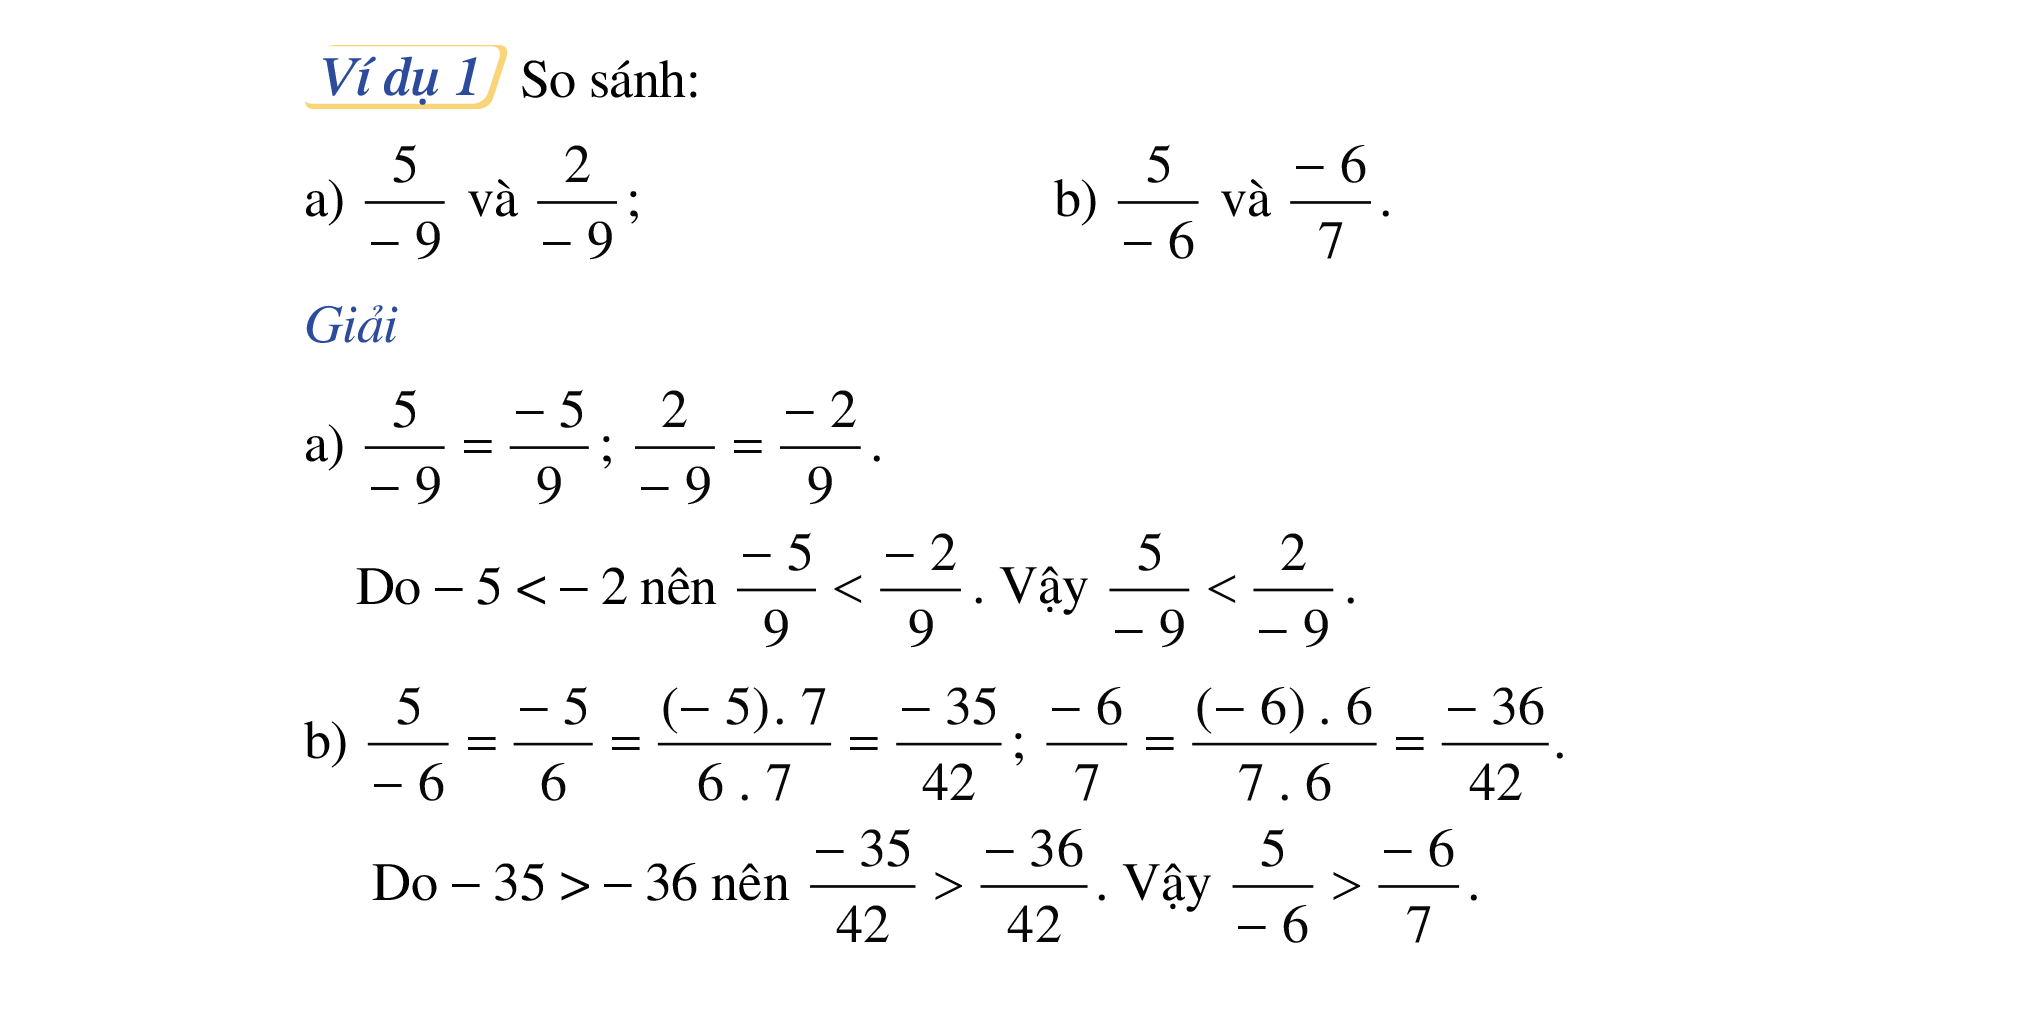 Ví dụ 1 So sánh:
a) 5/(− 9) và 2/(− 9); b) 5/(− 6) và (− 6)/7.
Giải
a) 5/(− 9) = (− 5)/9; 2/(− 9) = (− 2)/9.
Do − 5 < − 2 nên (− 5)/9 < (− 2)/9. Vậy 5/(− 9) < 2/(− 9).
b) 5/(− 6) = (− 5)/6 = ((− 5). 7)/(6 . 7) = (− 35)/42; (− 6)/7 = ((− 6) . 6)/(7 . 6) = (− 36)/42.
Do − 35 > − 36 nên (− 35)/42 > (− 36)/42. Vậy 5/(− 6) > (− 6)/7.